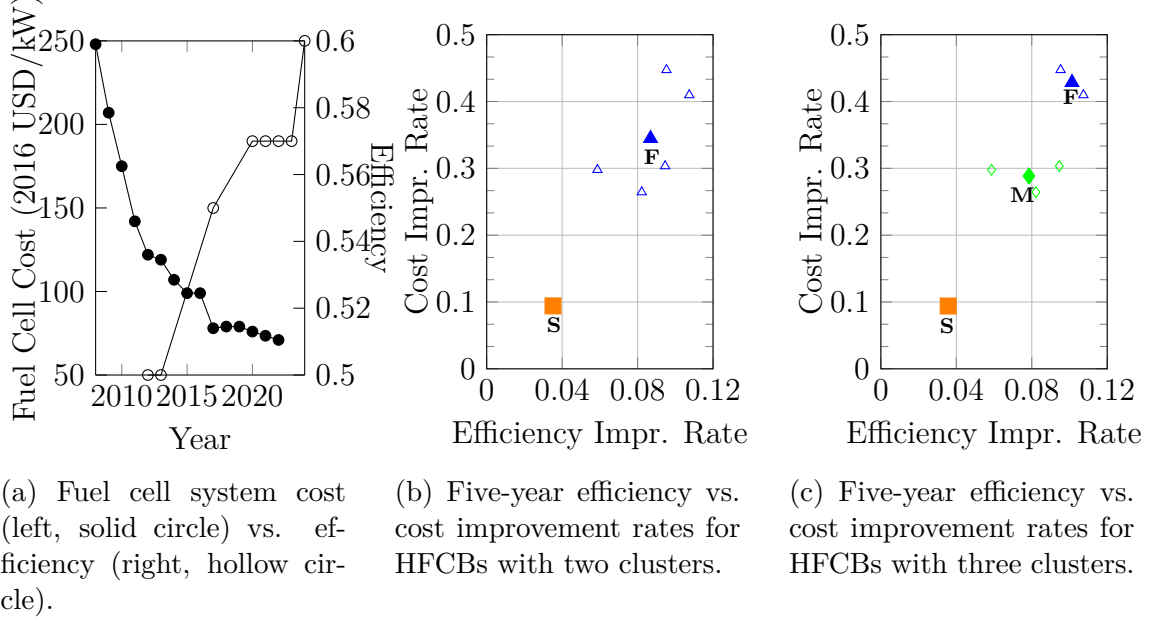 Fuel Cell Cost (2016 USD/kW)
250
200
150
100
50
2010 2015 2020
Year
0.6
0.58
0.56
0.54
0.52
0.5
Efficiency
Cost Impr. Rate
0.5
0.4
0.3
0.2
0.1
0
F
S
0 0.04 0.08 0.12
Efficiency Impr. Rate
Cost Impr. Rate
0.5
0.4
0.3
0.2
0.1
0
F
M
S
0 0.04 0.08 0.12
Efficiency Impr. Rate
(a) Fuel cell system cost
(left, solid circle) vs. ef-
ficiency (right, hollow cir-
cle).
(b) Five-year efficiency vs.
cost improvement rates for
HFCBs with two clusters.
(c) Five-year efficiency vs.
cost improvement rates for
HFCBs with three clusters.